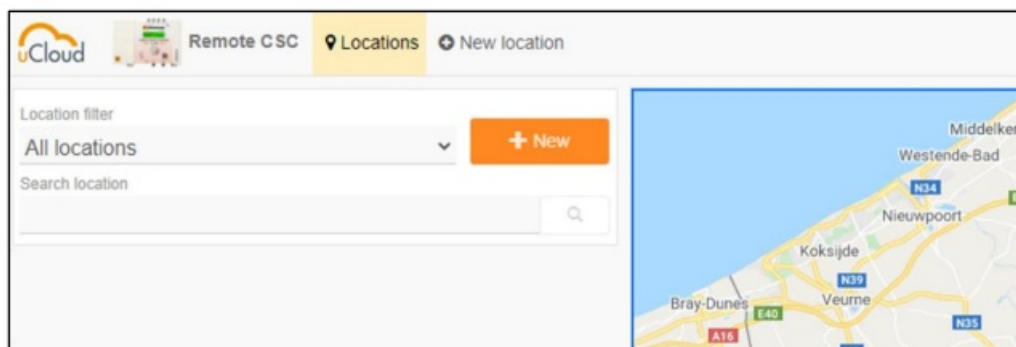 uCloud
Remote CSC
Locations
New location
Location filter
All locations
New
Search location
Westende-Bad
N34
Nieuwpoort
Koksijde
N39
Bray-Dunes
E40
Veurne
N35
A16